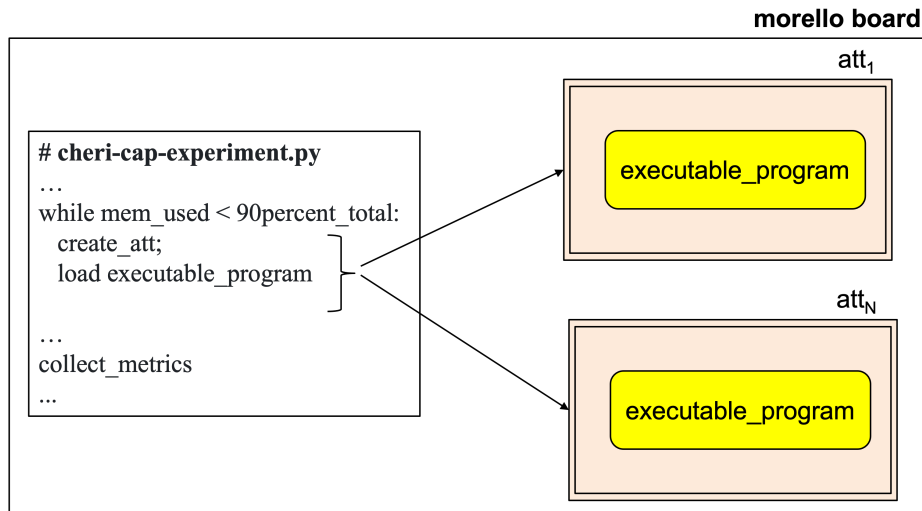 morello board
att1
# cheri-cap-experiment.py
…
while mem_used < 90percent_total:
create_att;
load executable_program
…
collect_metrics
...
executable_program
attN
executable_program